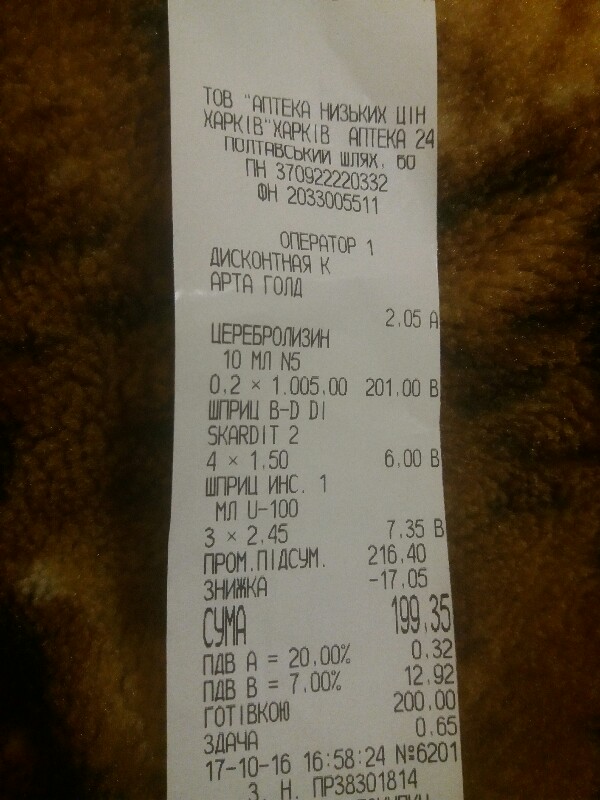 ТОВ "АПТЕКА НИЗЬКИХ ЦІН
ХАРКІВ"ХАРКІВ АПТЕКА 24
ПОЛТАВСЬКИЙ ШЛЯХ, 60
ПН 370922220332
ФН 2033005511
ОПЕРАТОР 1
ДИСКОНТНАЯ К
АРТА ГОЛД
2.05 А
ЦЕРЕБРОЛИЗИН
10 МЛ N5
0.2 × 1.005,00 201.00 В
ШПРИЦ B-D DI
SKARDIT 2
4 × 1.50 6,00 В
ШПРИЦ ИНС. 1
МЛ U-100
3 × 2.45 7.35 В
ПРОМ.ПІДСУМ. 216.40
ЗНИЖКА -17.05
СУМА 199,35
ПДВ А = 20.00% 0.32
ПДВ В = 7.00% 12.92
ГОТІВКОЮ 200.00
ЗДАЧА 0.65
17-10-16 16:58:24 №6201
З. Н. ПР38301814